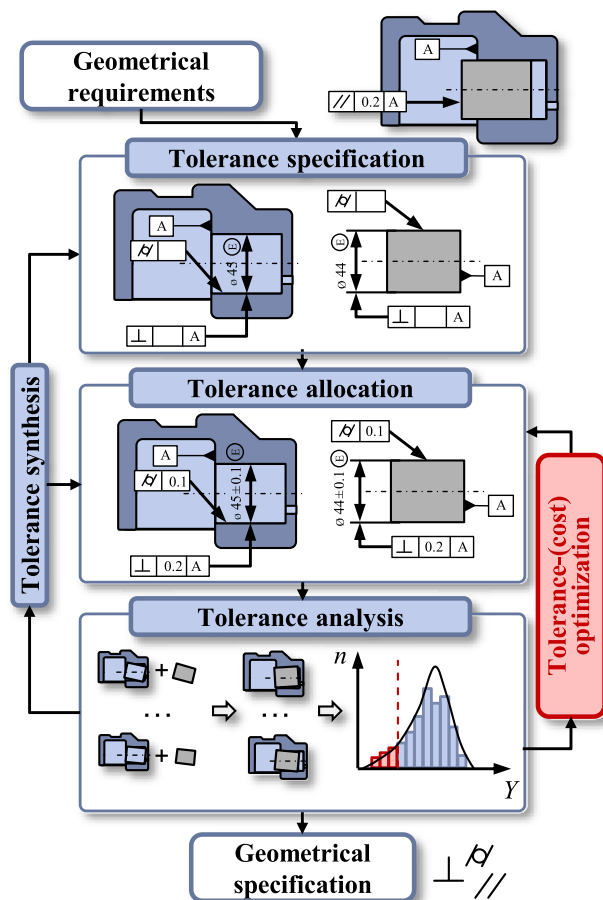 Geometrical
requirements
A
// 0.2 A
Tolerance specification
A
⌭
ø 45 Ⓔ
⊥ A
⌭
ø 44 Ⓔ
A
⊥ A
Tolerance synthesis
Tolerance allocation
A
⌭ 0.1
ø 45±0.1 Ⓔ
⊥ 0.2 A
⌭ 0.1
ø 44±0.1 Ⓔ
A
⊥ 0.2 A
Tolerance-(cost)
optimization
Tolerance analysis
+
...
+
...
n
Y
Geometrical
specification
⊥ ⌭ //